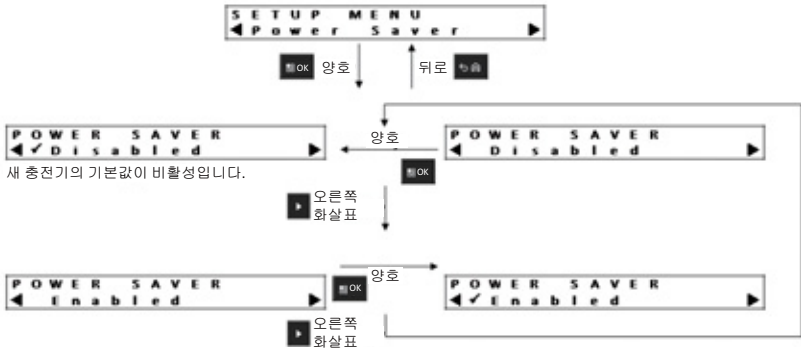 SETUP MENU
Power Saver
OK 양호
뒤로
POWER SAVER
✓Disabled
새 충전기의 기본값이 비활성입니다.
양호
OK
POWER SAVER
Disabled
오른쪽
화살표
POWER SAVER
Enabled
OK 양호
POWER SAVER
✓Enabled
오른쪽
화살표